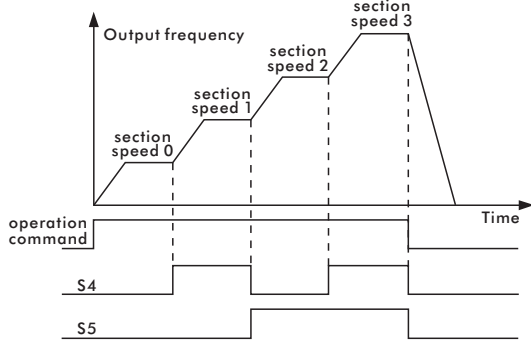 section
speed 3
Output frequency
section
speed 2
section
speed 1
section
speed 0
Time
operation
command
S4
S5